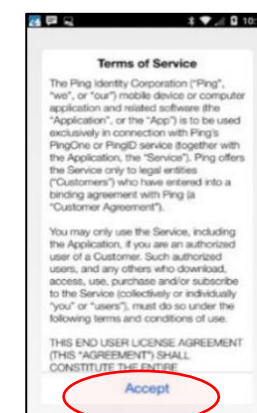 10:
Terms of Service
The Ping Identity Corporation ("Ping",
"we", or "our") mobile device or computer
application and related software (the
"Application", or the "App") is to be used
exclusively in connection with Ping's
PingOne or PingID service (together with
the Application, the "Service"). Ping offers
the Service only to legal entities
("Customers") who have entered into a
binding agreement with Ping (a
"Customer Agreement").
You may only use the Service, including
the Application, if you are an authorized
user of a Customer. Such authorized
users, and any others who download,
access, use, purchase and/or subscribe
to the Service (collectively or individually
"you" or "users"), must do so under the
following terms and conditions of use.
THIS END USER LICENSE AGREEMENT
(THIS "AGREEMENT") SHALL
CONSTITUTE THE ENTIRE
Accept